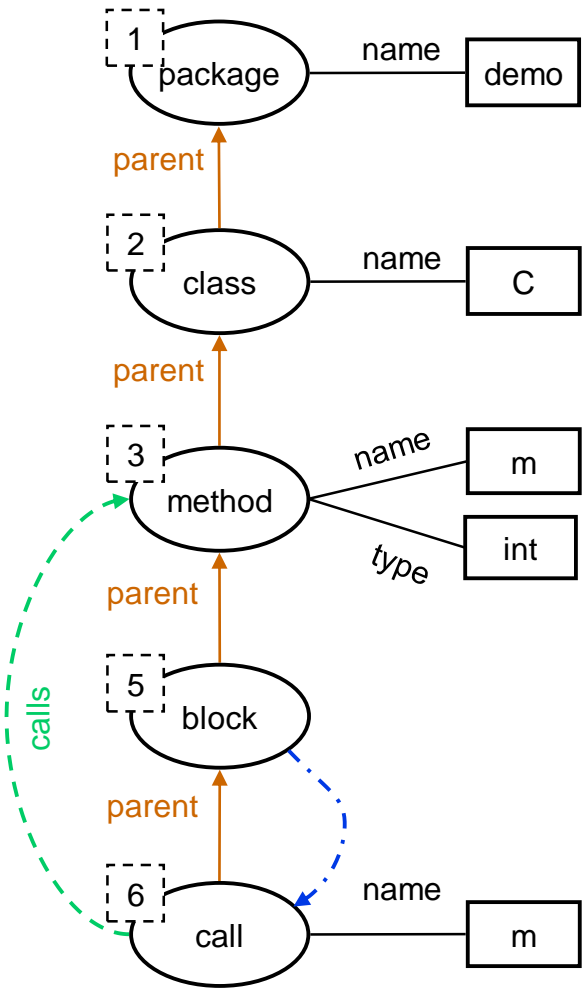 1
package
name
demo
parent
2
class
name
C
parent
3
method
name
m
type
int
parent
5
block
calls
parent
6
call
name
m